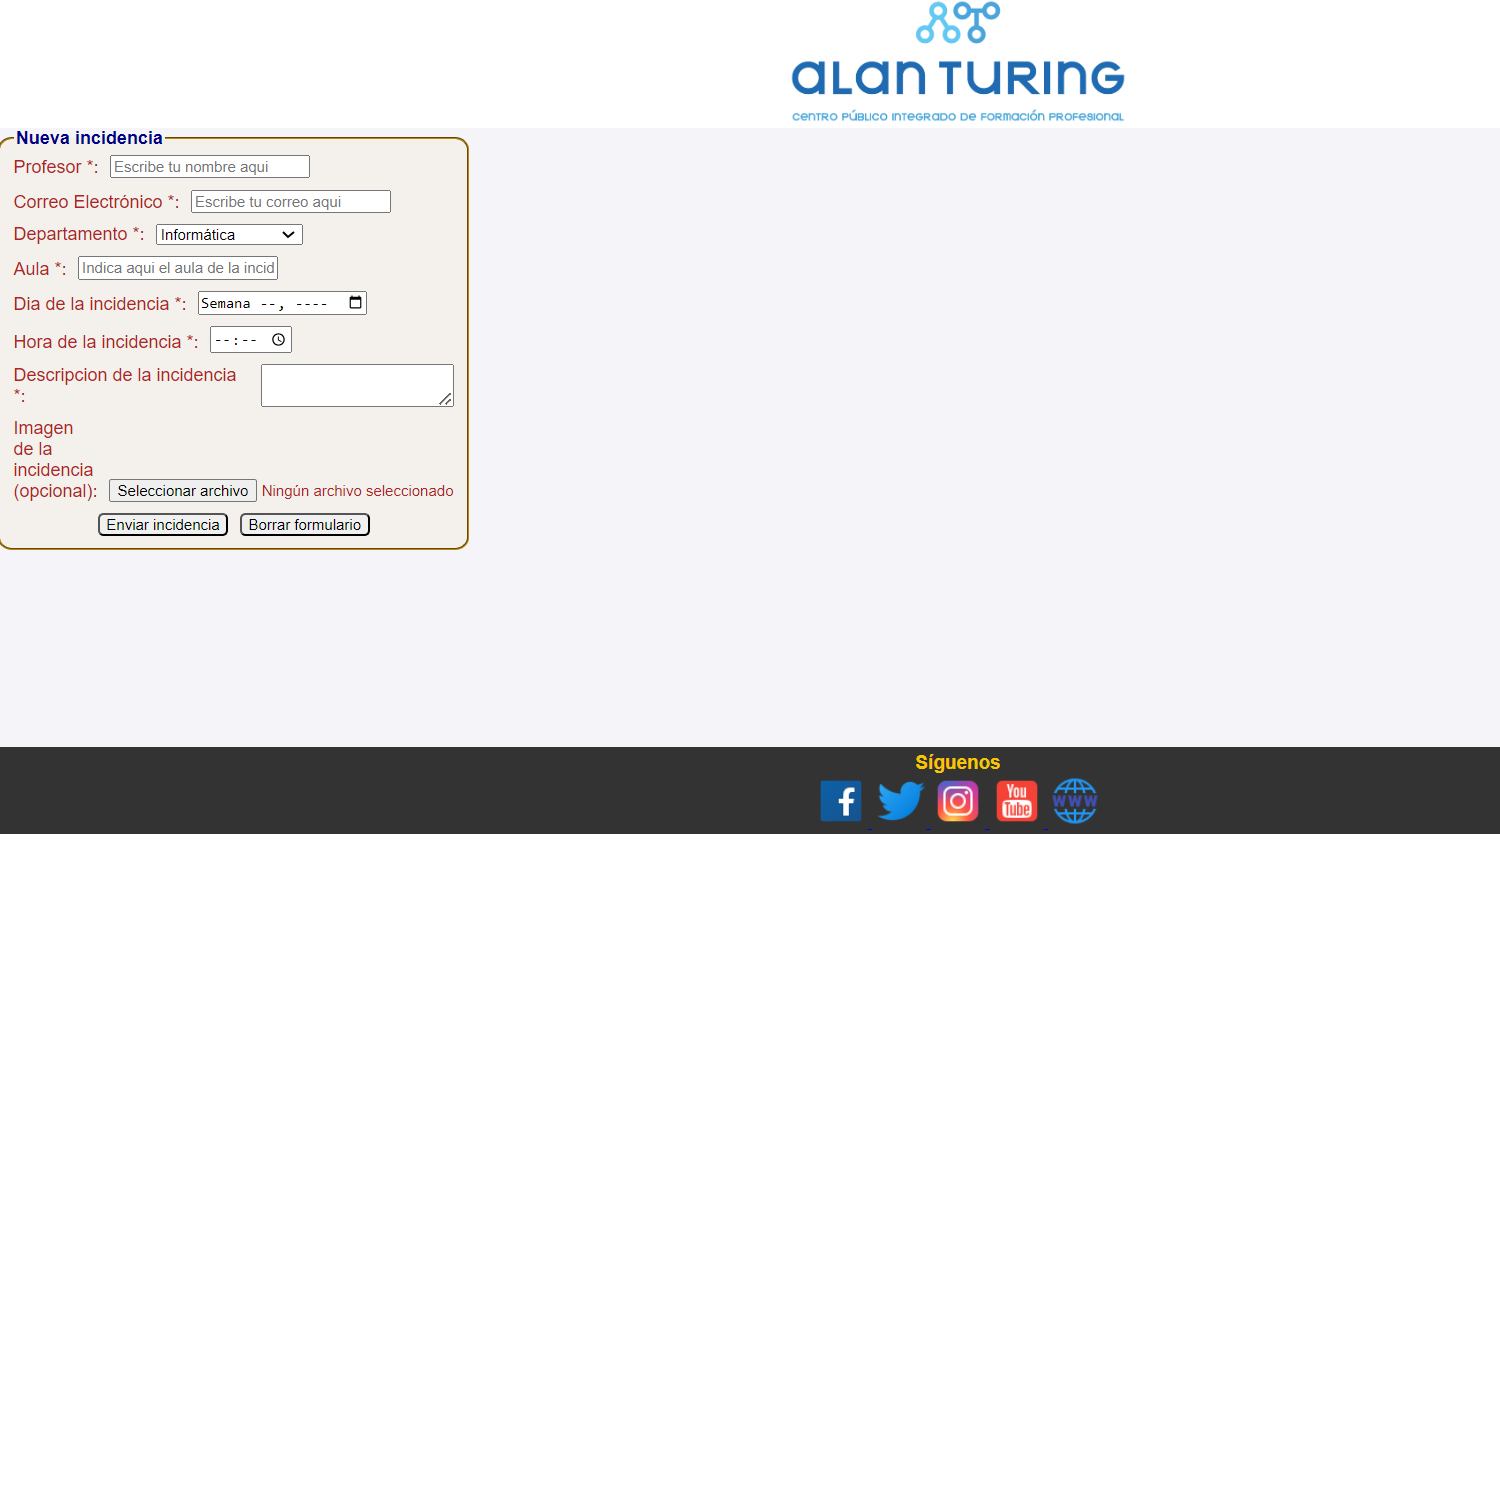 aLan TURING
CENTRO PÚBLICO INTEGRADO DE FORMACIÓN PROFESIONAL
Nueva incidencia
Profesor *: Escribe tu nombre aqui
Correo Electrónico *: Escribe tu correo aqui
Departamento *: Informática
Aula *: Indica aqui el aula de la incid
Dia de la incidencia *: Semana --, ----
Hora de la incidencia *: --:--
Descripcion de la incidencia
*:
Imagen
de la
incidencia
(opcional): Seleccionar archivo Ningún archivo seleccionado
Enviar incidencia Borrar formulario
Síguenos
f You
Tube WWW